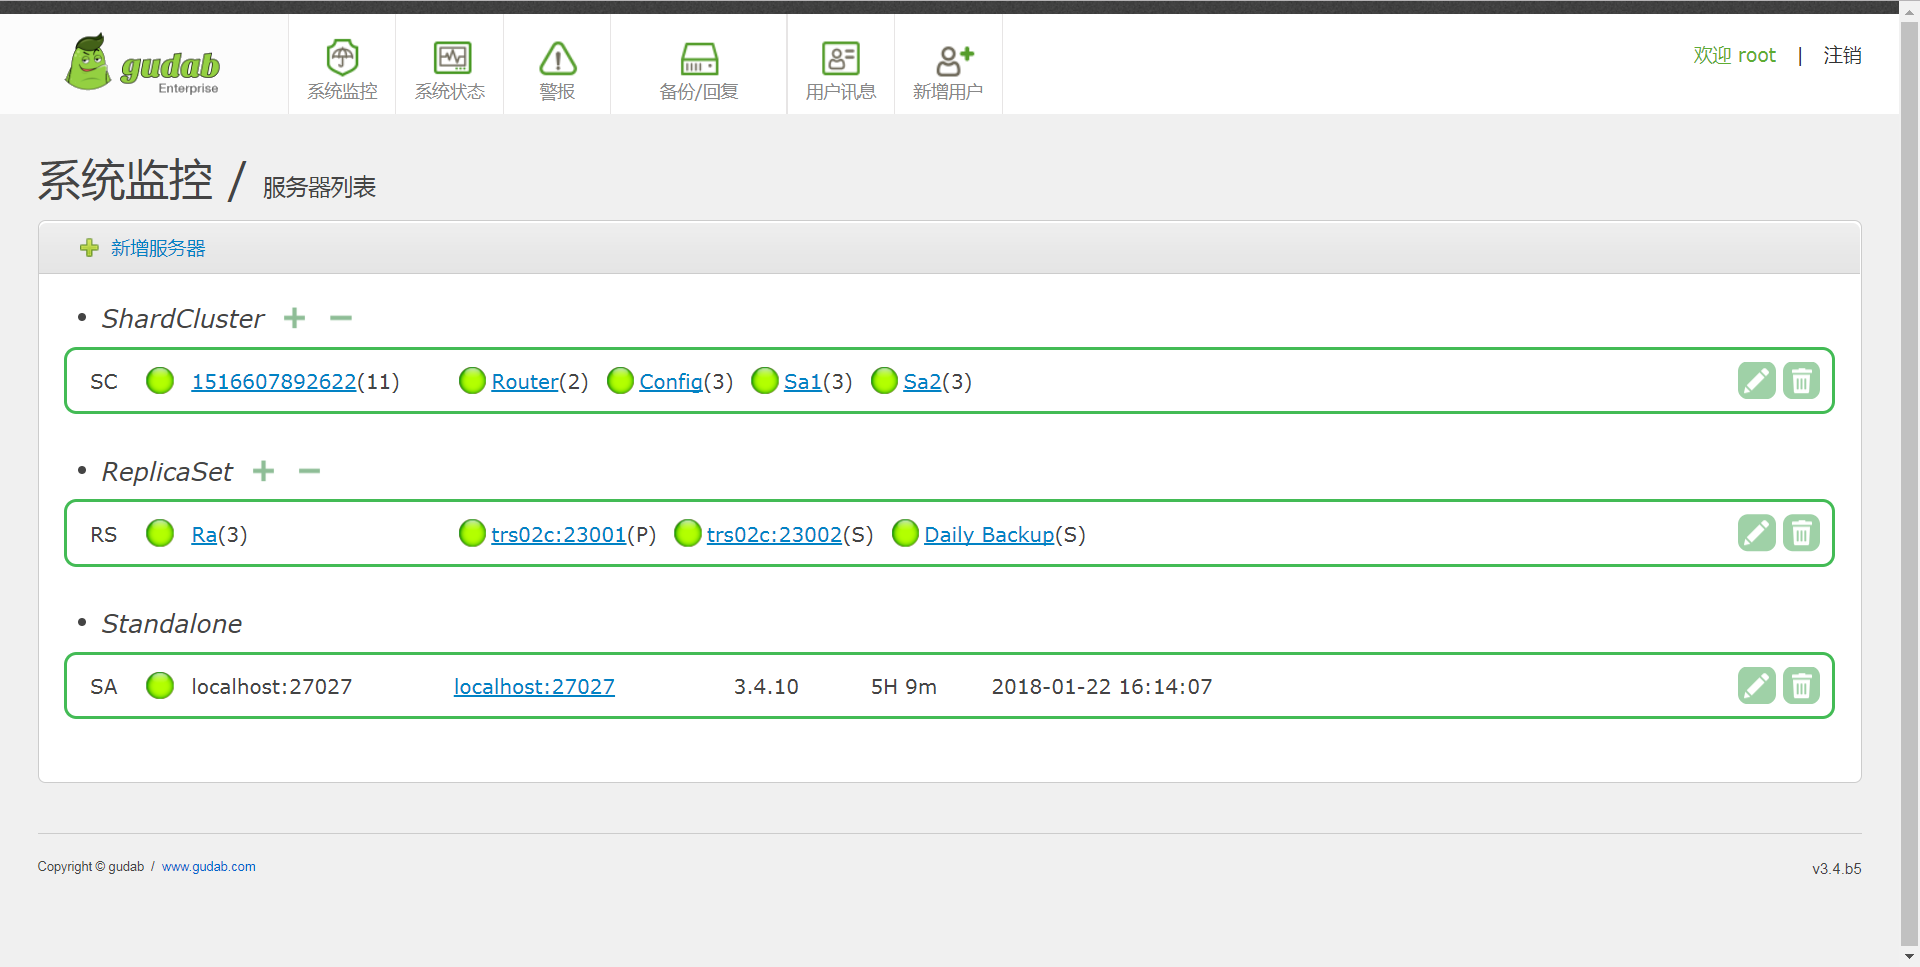 gudab
Enterprise
系统监控
系统状态
警报
备份/回复
用户讯息
新增用户
欢迎 root | 注销
系统监控 / 服务器列表
新增服务器
• ShardCluster
SC 1516607892622(11) Router(2) Config(3) Sa1(3) Sa2(3)
• ReplicaSet
RS Ra(3) trs02c:23001(P) trs02c:23002(S) Daily Backup(S)
• Standalone
SA localhost:27027 localhost:27027 3.4.10 5H 9m 2018-01-22 16:14:07
Copyright © gudab / www.gudab.com
v3.4.b5